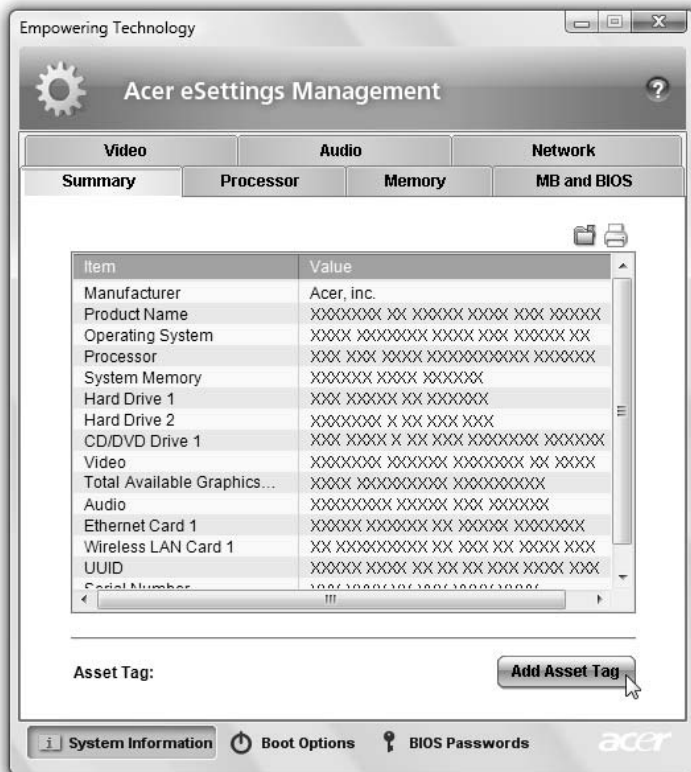 Empowering Technology
Acer eSettings Management
?
Video Audio Network
Summary Processor Memory MB and BIOS
Item Value
Manufacturer Acer, inc.
Product Name XXXXXXX XX XXXXX XXXX XXX XXXXX
Operating System XXXX XXXXXXX XXXX XXX XXXXX XX
Processor XXX XXX XXXX XXXXXXXXXX XXXXXX
System Memory XXXXXX XXXX XXXXXX
Hard Drive 1 XXX XXXXX XX XXXXXX
Hard Drive 2 XXXXXXX X XX XXX XXX
CD/DVD Drive 1 XXX XXXX X XX XXX XXXXXXX XXXXXX
Video XXXXXXXX XXXXXX XXXXXXX XX XXXX
Total Available Graphics... XXXX XXXXXXXXX XXXXXXXXX
Audio XXXXXXXX XXXXX XXX XXXXXX
Ethernet Card 1 XXXXX XXXXXX XX XXXXX XXXXXXX
Wireless LAN Card 1 XX XXXXXXXXX XX XXX XX XXXX XXX
UUID XXXXX XXXX XX XX XX XXX XXXX XXX
Serial Number
Asset Tag: Add Asset Tag
i System Information Boot Options BIOS Passwords acer